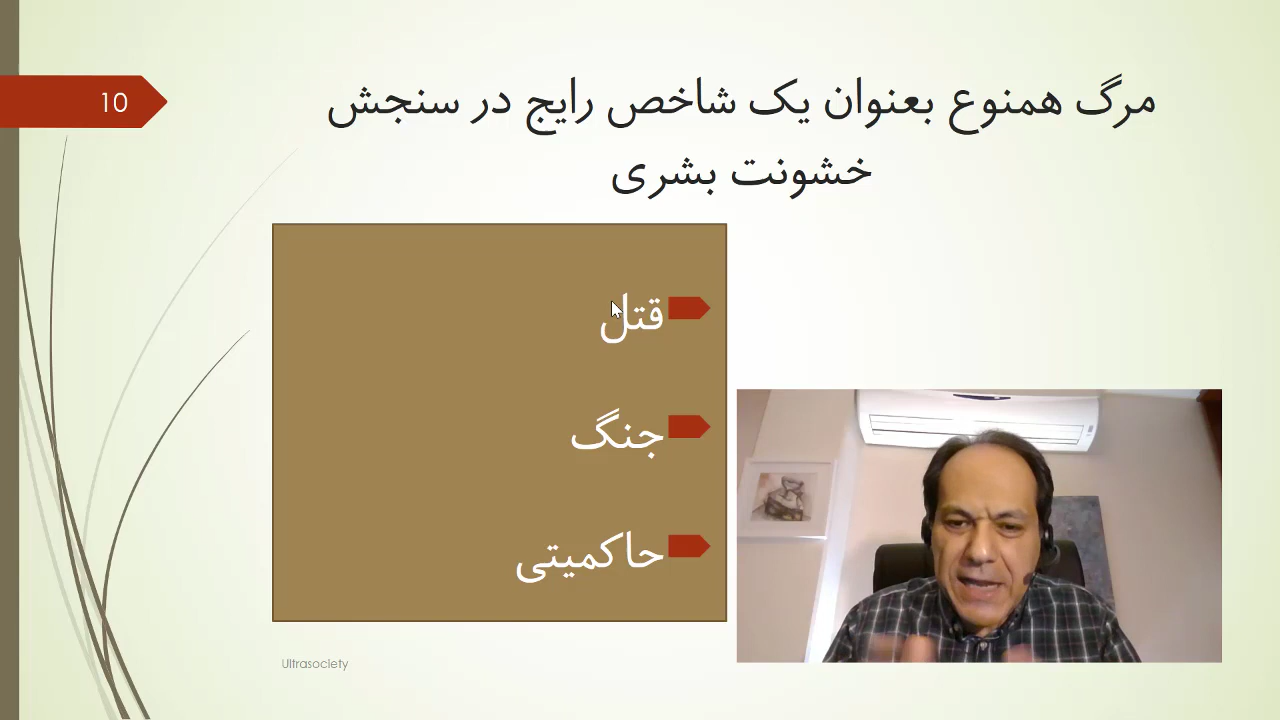 10
مرگ همنوع بعنوان یک شاخص رایج در سنجش
خشونت بشری
قتل
جنگ
حاکمیتی
Ultrasociety